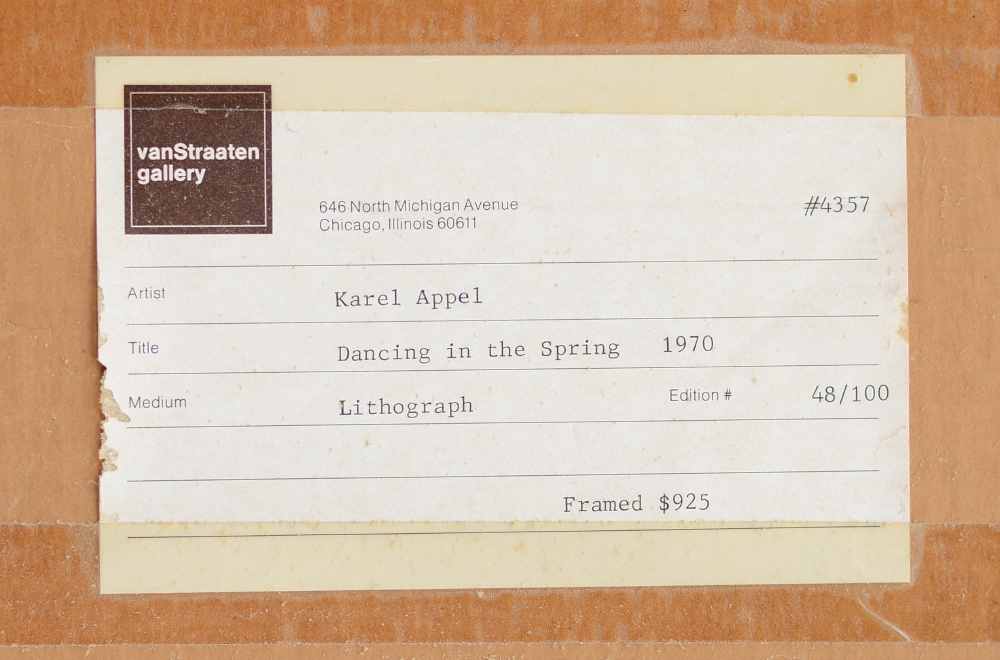 vanStraaten
gallery
646 North Michigan Avenue
Chicago, Illinois 60611
#4357
Artist Karel Appel
Title Dancing in the Spring 1970
Medium Lithograph Edition # 48/100
Framed $925